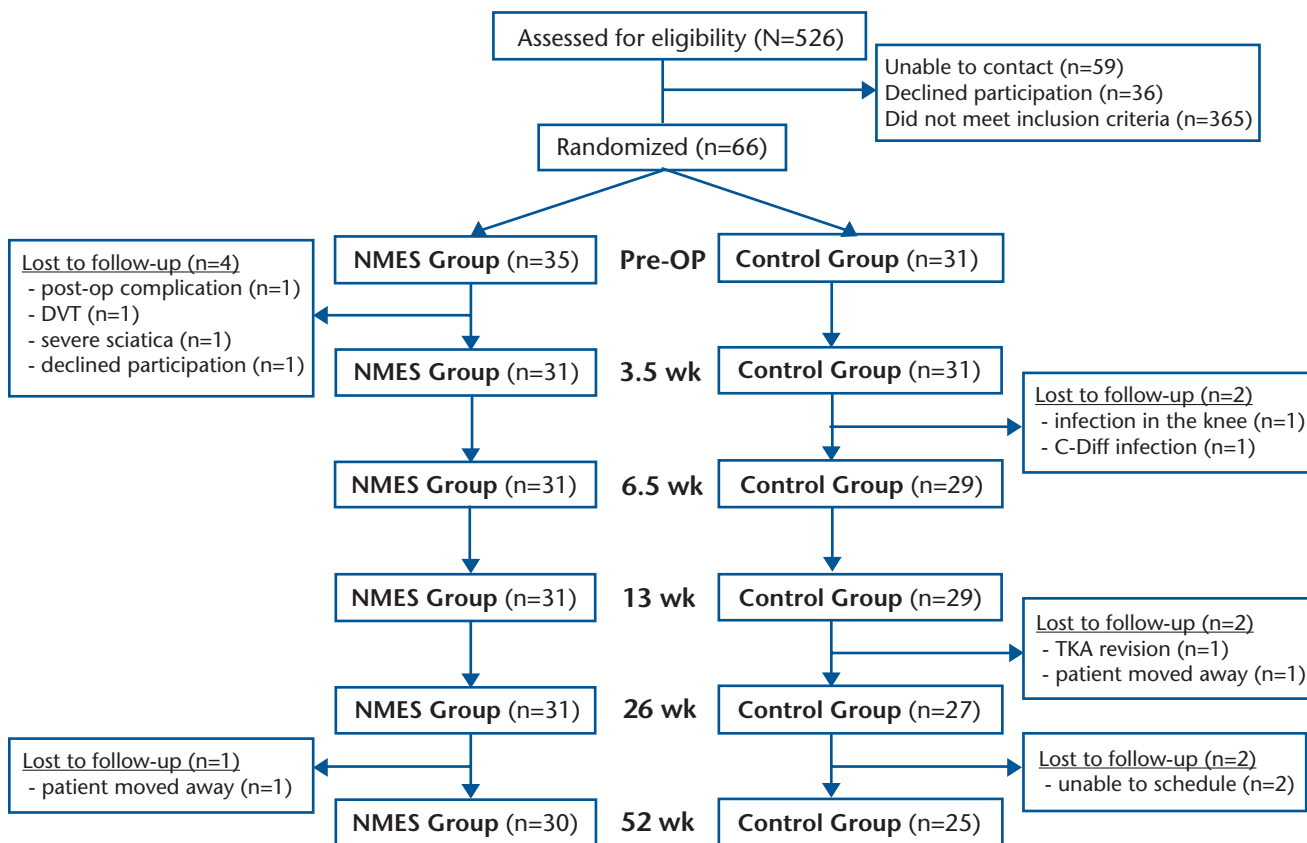 Assessed for eligibility (N=526)
Unable to contact (n=59)
Declined participation (n=36)
Did not meet inclusion criteria (n=365)
Randomized (n=66)
NMES Group (n=35)
Pre-OP
Control Group (n=31)
Lost to follow-up (n=4)
- post-op complication (n=1)
- DVT (n=1)
- severe sciatica (n=1)
- declined participation (n=1)
NMES Group (n=31)
3.5 wk
Control Group (n=31)
Lost to follow-up (n=2)
- infection in the knee (n=1)
- C-Diff infection (n=1)
NMES Group (n=31)
6.5 wk
Control Group (n=29)
NMES Group (n=31)
13 wk
Control Group (n=29)
Lost to follow-up (n=2)
- TKA revision (n=1)
- patient moved away (n=1)
NMES Group (n=31)
26 wk
Control Group (n=27)
Lost to follow-up (n=1)
- patient moved away (n=1)
Lost to follow-up (n=2)
- unable to schedule (n=2)
NMES Group (n=30)
52 wk
Control Group (n=25)